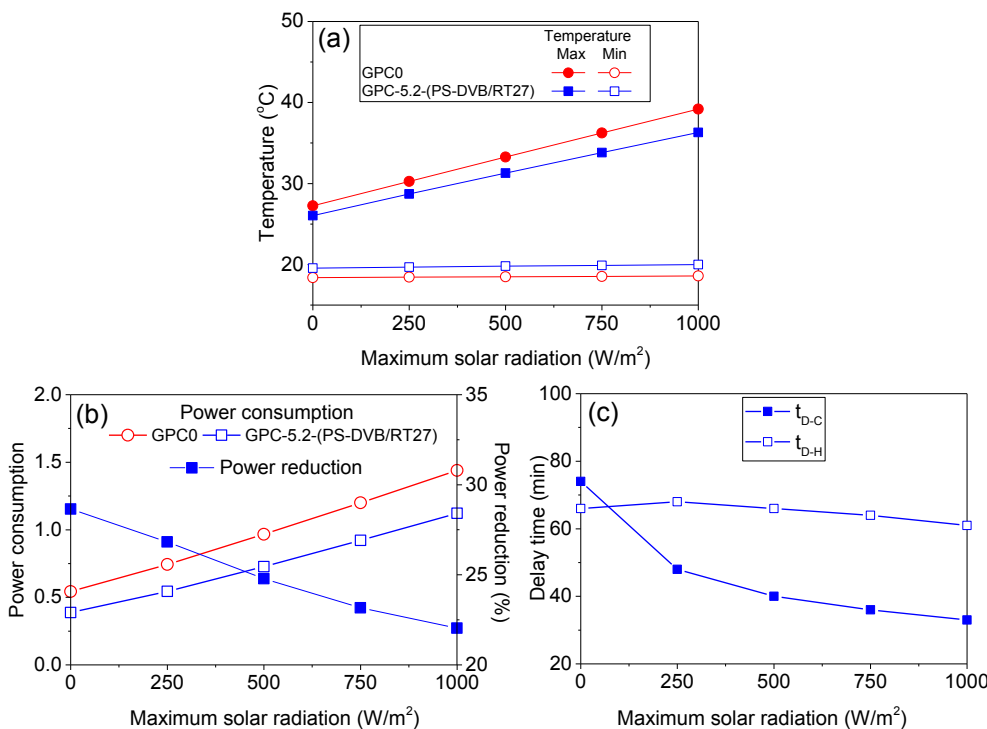 (a)
Temperature
Max Min
GPC0
GPC-5.2-(PS-DVB/RT27)
50
40
30
20
Temperature (°C)
0 250 500 750 1000
Maximum solar radiation (W/m²)
(b)
Power consumption
GPC0 GPC-5.2-(PS-DVB/RT27)
Power reduction
2.0
1.5
1.0
0.5
0.0
Power consumption
35
30
25
20
Power reduction (%)
0 250 500 750 1000
Maximum solar radiation (W/m²)
(c)
t_D-C
t_D-H
100
80
60
40
20
Delay time (min)
0 250 500 750 1000
Maximum solar radiation (W/m²)